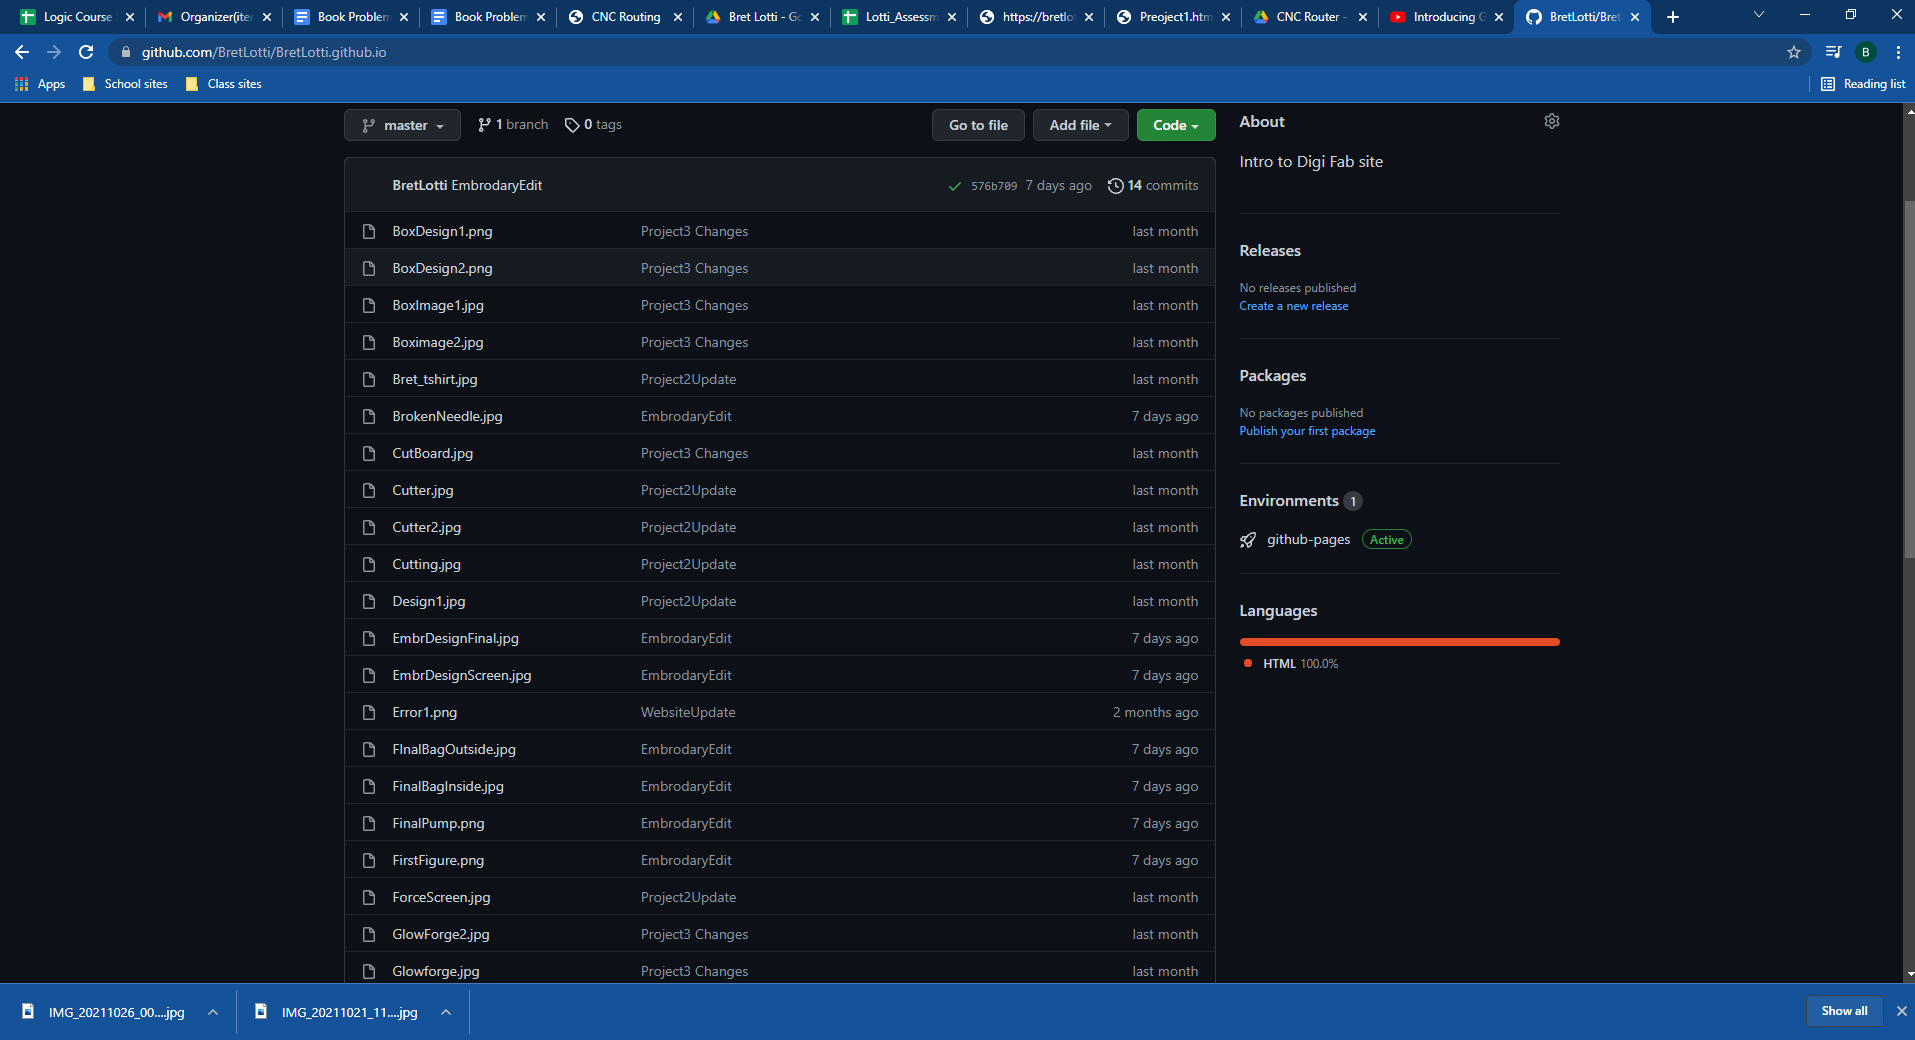 Logic Course
Organizer(iter
Book Problem
Book Problem
CNC Routing
Bret Lotti - Go
Lotti_Assessm
https://bretlot
Preoject1.htm
CNC Router -
Introducing G
BretLotti/Bret
github.com/BretLotti/BretLotti.github.io
B
Apps
School sites
Class sites
Reading list
master
1 branch
0 tags
Go to file
Add file
Code
BretLotti EmbrodaryEdit
576b709 7 days ago
14 commits
BoxDesign1.png Project3 Changes last month
BoxDesign2.png Project3 Changes last month
BoxImage1.jpg Project3 Changes last month
Boximage2.jpg Project3 Changes last month
Bret_tshirt.jpg Project2Update last month
BrokenNeedle.jpg EmbrodaryEdit 7 days ago
CutBoard.jpg Project3 Changes last month
Cutter.jpg Project2Update last month
Cutter2.jpg Project2Update last month
Cutting.jpg Project2Update last month
Design1.jpg Project2Update last month
EmbrDesignFinal.jpg EmbrodaryEdit 7 days ago
EmbrDesignScreen.jpg EmbrodaryEdit 7 days ago
Error1.png WebsiteUpdate 2 months ago
FInalBagOutside.jpg EmbrodaryEdit 7 days ago
FinalBagInside.jpg EmbrodaryEdit 7 days ago
FinalPump.png EmbrodaryEdit 7 days ago
FirstFigure.png EmbrodaryEdit 7 days ago
ForceScreen.jpg Project2Update last month
GlowForge2.jpg Project3 Changes last month
Glowforge.jpg Project3 Changes last month
About
Intro to Digi Fab site
Releases
No releases published
Create a new release
Packages
No packages published
Publish your first package
Environments 1
github-pages Active
Languages
HTML 100.0%
IMG_20211026_00....jpg
IMG_20211021_11....jpg
Show all